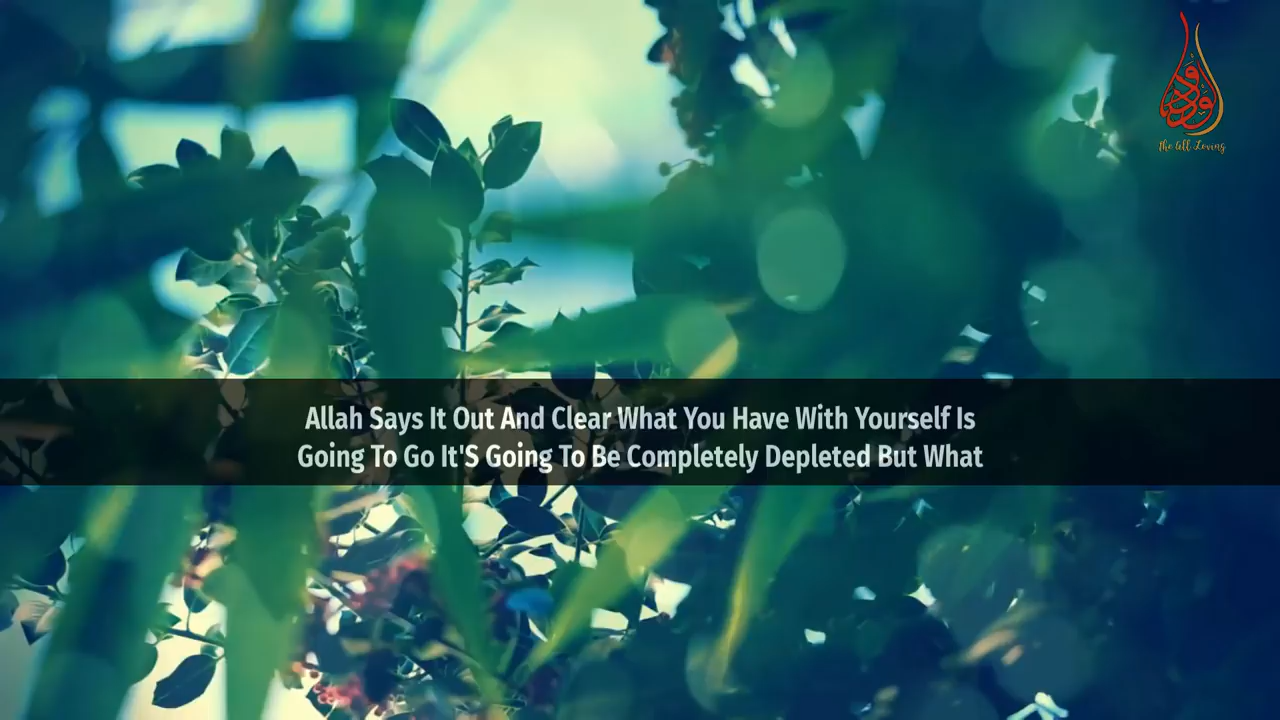 الودود
the All Loving
Allah Says It Out And Clear What You Have With Yourself Is
Going To Go It'S Going To Be Completely Depleted But What